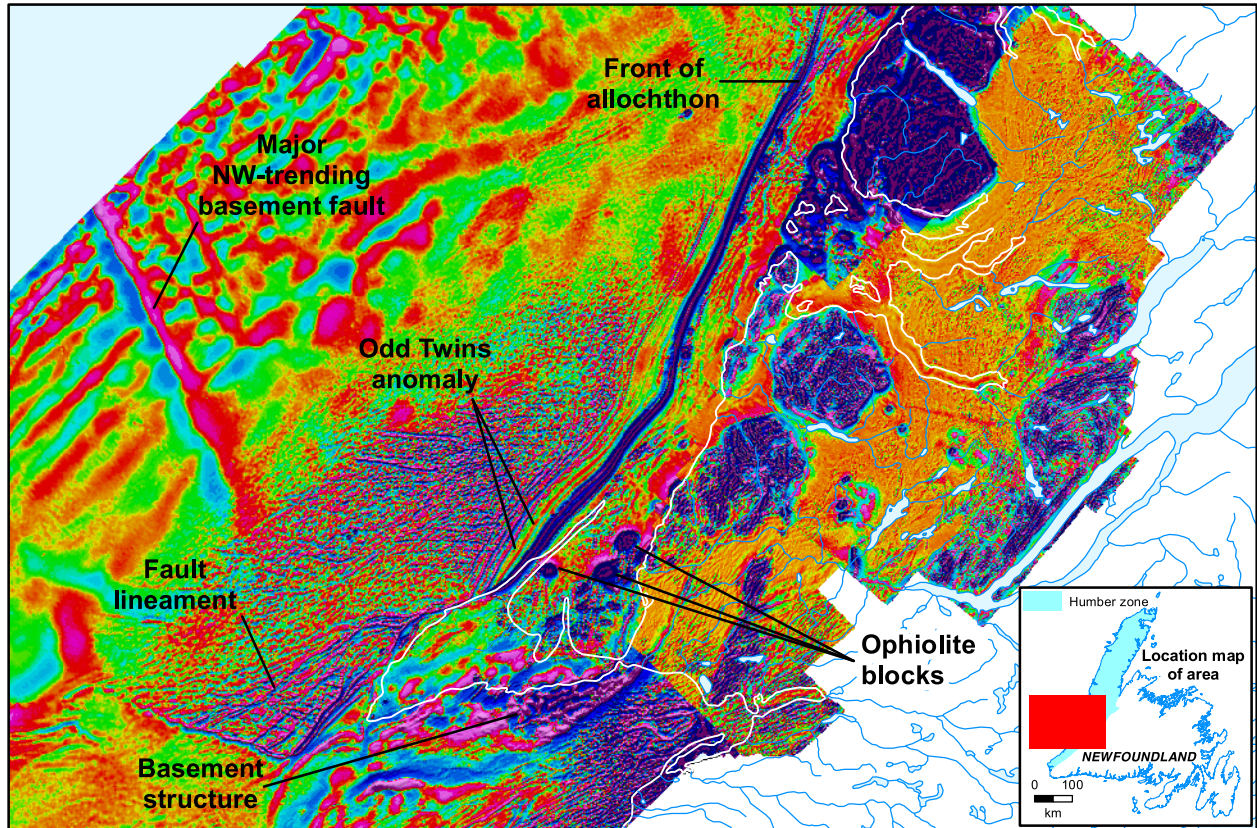 Front of
allochthon
Major
NW-trending
basement fault
Odd Twins
anomaly
Fault
lineament
Ophiolite
blocks
Basement
structure
Humber zone
Location map
of area
NEWFOUNDLAND
0 100
km